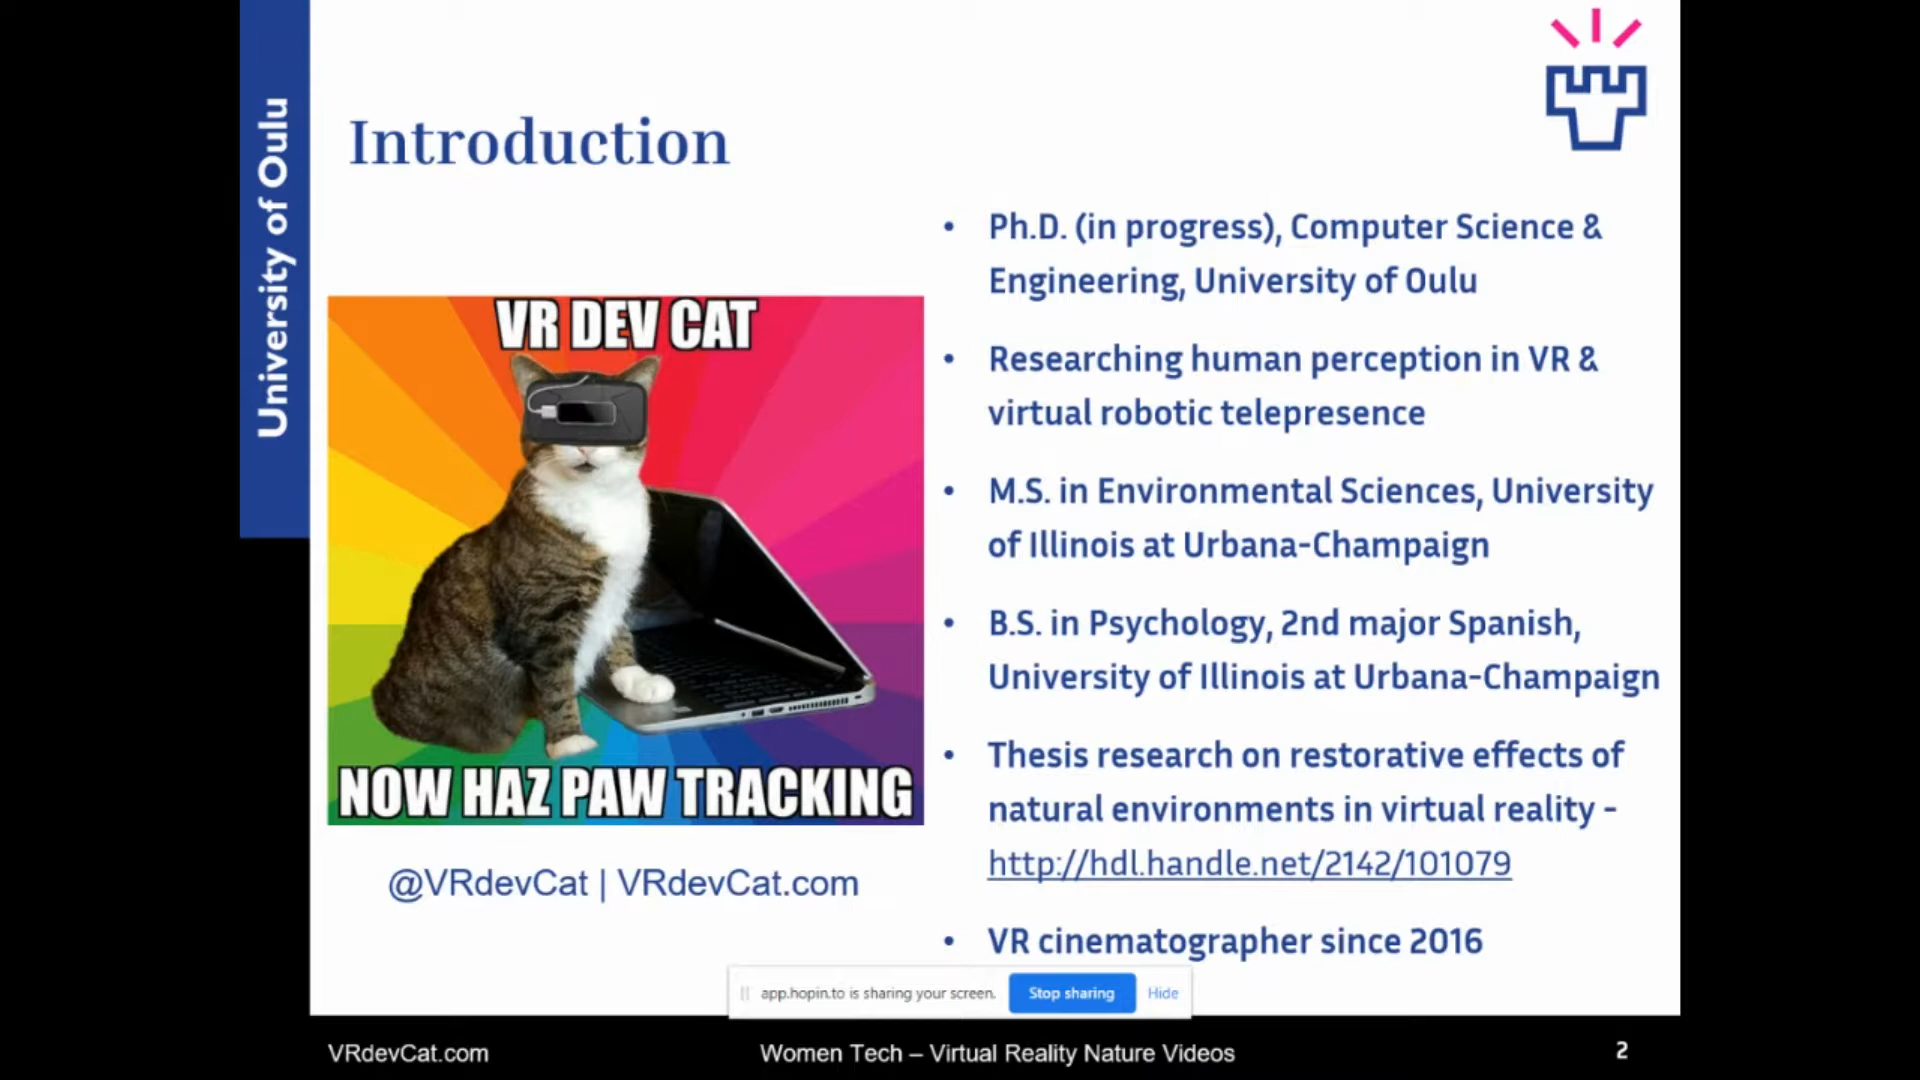 University of Oulu
Introduction
VR DEV CAT
NOW HAZ PAW TRACKING
@VRdevCat | VRdevCat.com
• Ph.D. (in progress), Computer Science &
Engineering, University of Oulu
• Researching human perception in VR &
virtual robotic telepresence
• M.S. in Environmental Sciences, University
of Illinois at Urbana-Champaign
• B.S. in Psychology, 2nd major Spanish,
University of Illinois at Urbana-Champaign
• Thesis research on restorative effects of
natural environments in virtual reality -
http://hdl.handle.net/2142/101079
• VR cinematographer since 2016
app.hopin.to is sharing your screen. Stop sharing Hide
VRdevCat.com Women Tech – Virtual Reality Nature Videos 2